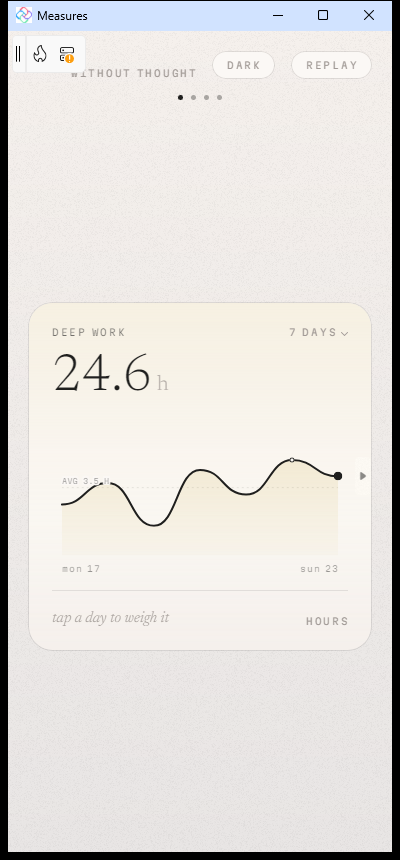 Measures
WITHOUT THOUGHT
DARK
REPLAY
DEEP WORK
7 DAYS
24.6 h
AVG 3.5 H
mon 17
sun 23
tap a day to weigh it
HOURS